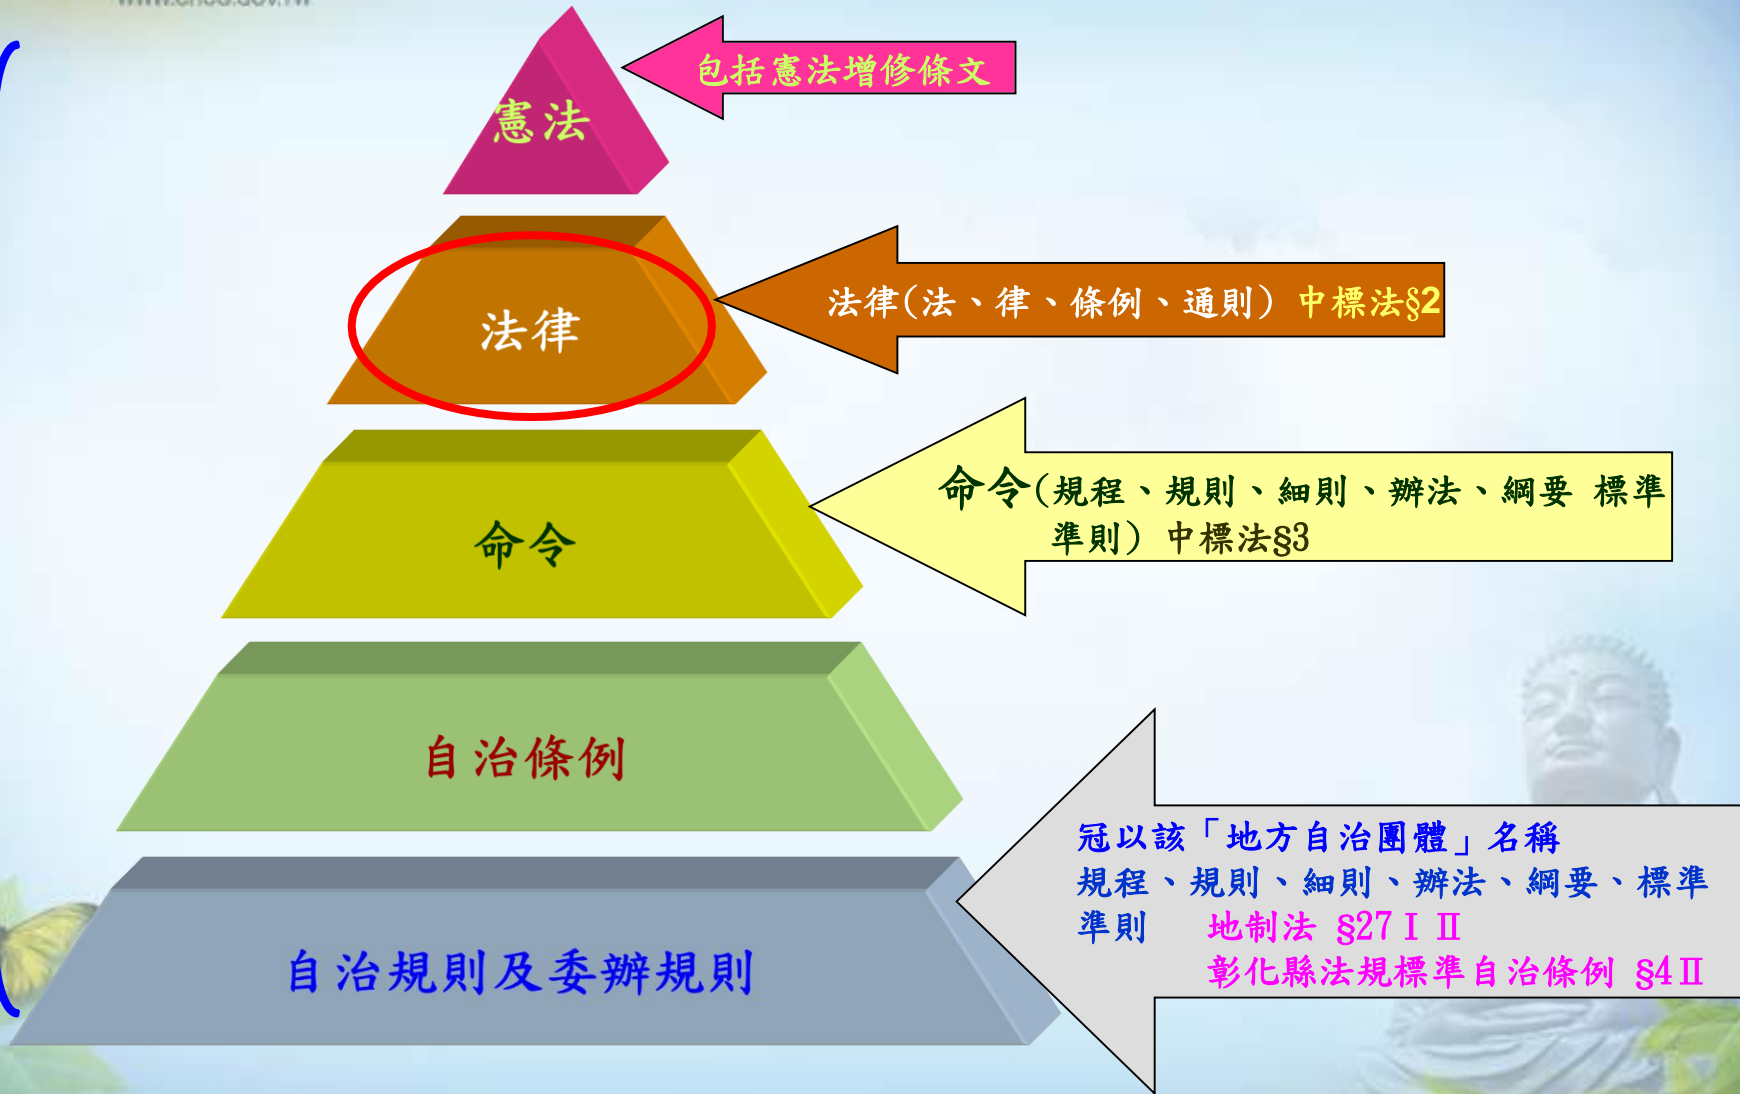 包括憲法增修條文
憲法
法律(法、律、條例、通則) 中標法§2
法律
命令(規程、規則、細則、辦法、綱要 標準
準則) 中標法§3
命令
自治條例
冠以該「地方自治團體」名稱
規程、規則、細則、辦法、綱要、標準
準則 地制法 §27ⅠⅡ
彰化縣法規標準自治條例 §4Ⅱ
自治規則及委辦規則